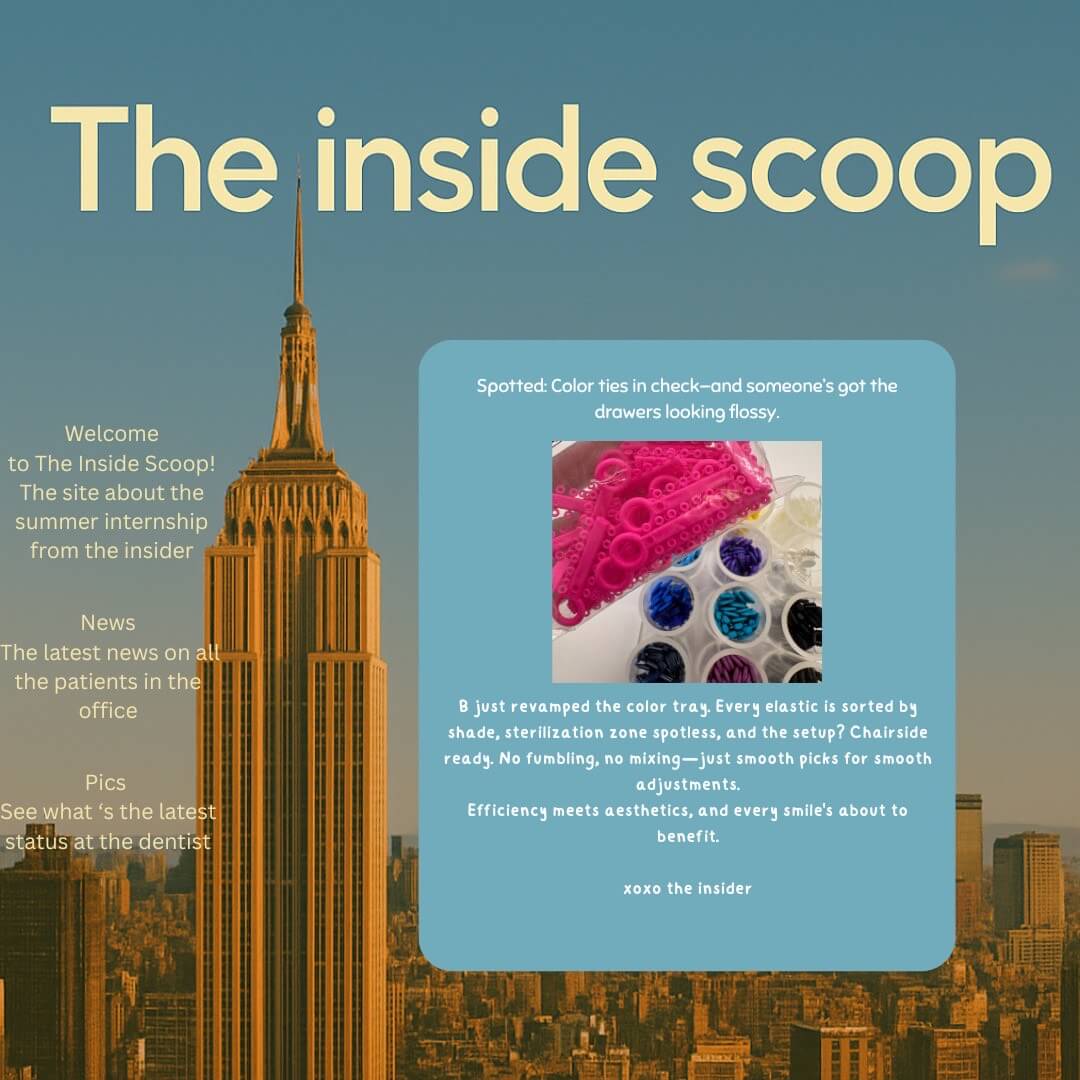 The inside scoop
Welcome
to The Inside Scoop!
The site about the
summer internship
from the insider
News
The latest news on all
the patients in the
office
Pics
See what ‘s the latest
status at the dentist
Spotted: Color ties in check—and someone's got the
drawers looking flossy.
B just revamped the color tray. Every elastic is sorted by
shade, sterilization zone spotless, and the setup? Chairside
ready. No fumbling, no mixing—just smooth picks for smooth
adjustments.
Efficiency meets aesthetics, and every smile's about to
benefit.
xoxo the insider